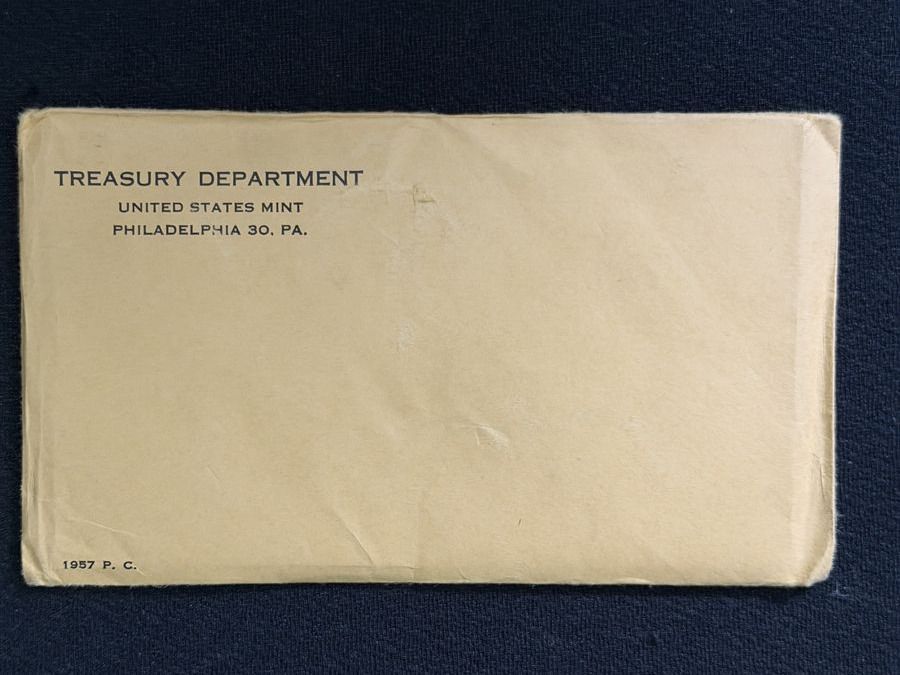 TREASURY DEPARTMENT
UNITED STATES MINT
PHILADELPHIA 30, PA.
1957 P. C.